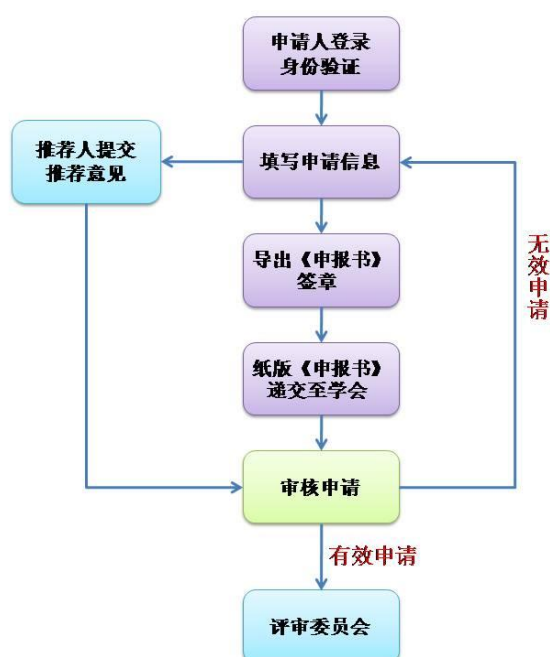 申请人登录
身份验证
推荐人提交
推荐意见
填写申请信息
无效申请
导出《申报书》
签章
纸版《申报书》
递交至学会
审核申请
有效申请
评审委员会